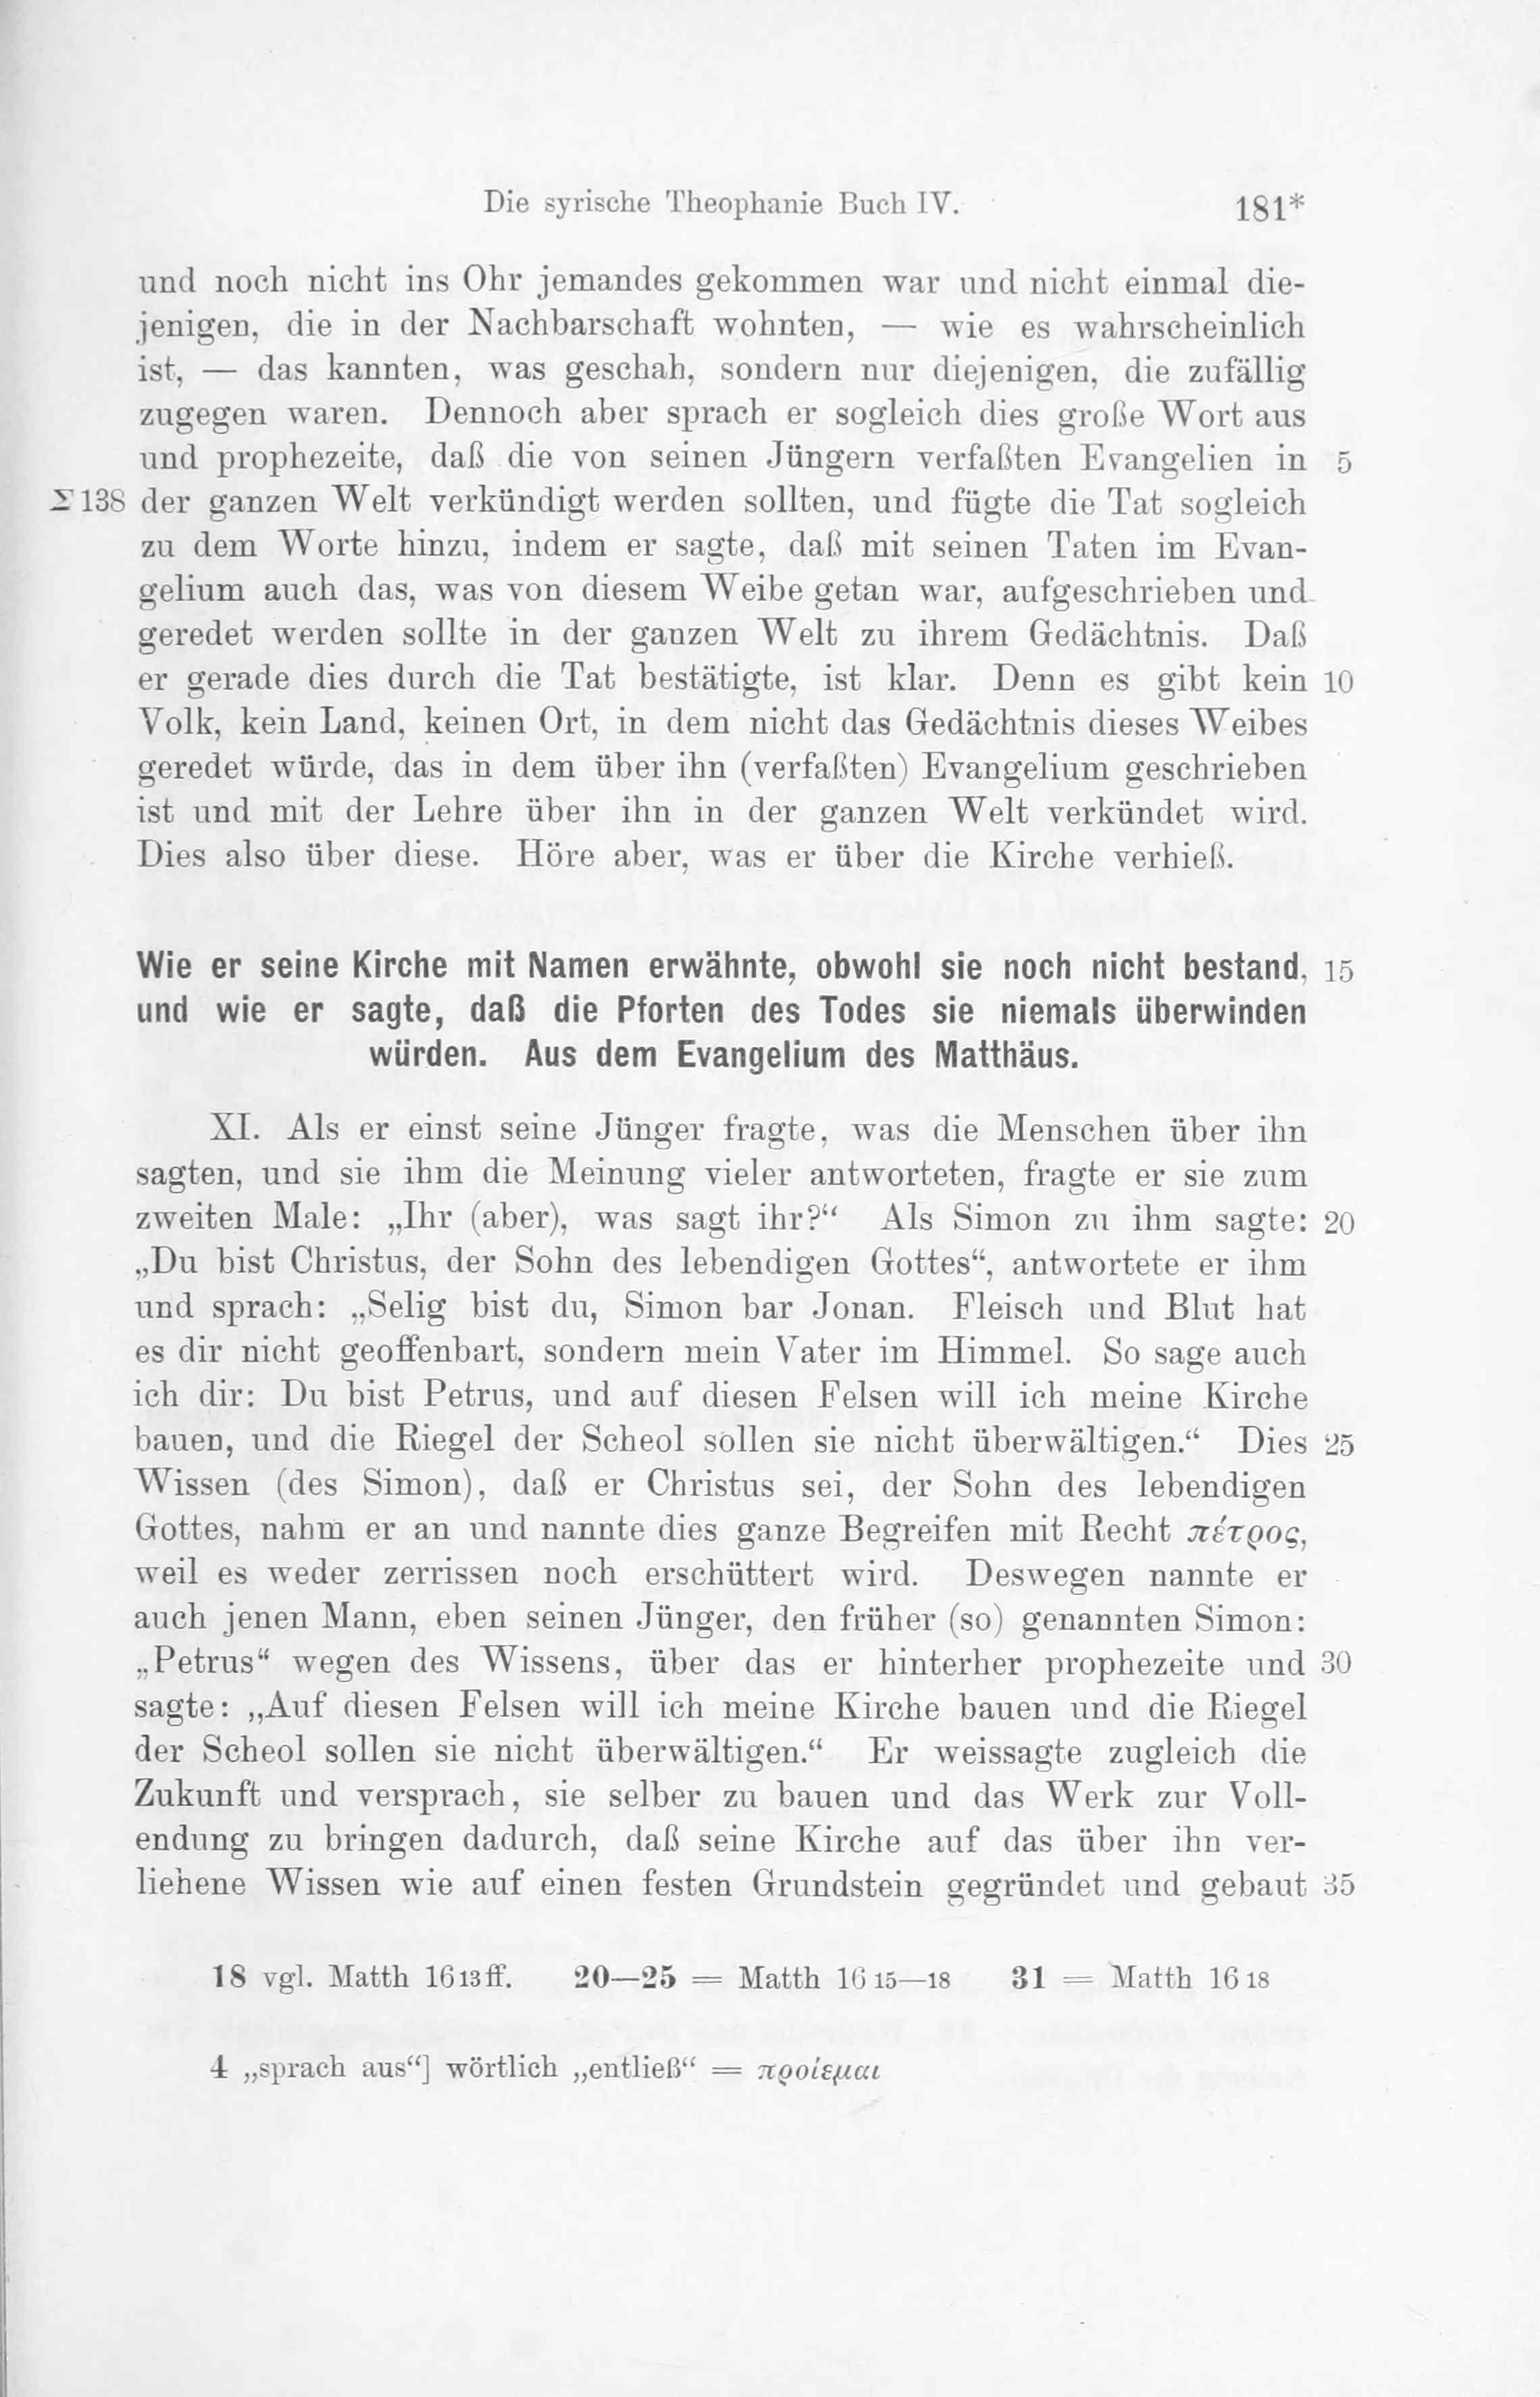 Die syrische Theophanie Buch IV. 181*
und noch nicht ins Ohr jemandes gekommen war und nicht einmal die-
jenigen, die in der Nachbarschaft wohnten, — wie es wahrscheinlich
ist, — das kannten, was geschah, sondern nur diejenigen, die zufällig
zugegen waren. Dennoch aber sprach er sogleich dies große Wort aus
und prophezeite, daß die von seinen Jüngern verfaßten Evangelien in 5
Σ 138 der ganzen Welt verkündigt werden sollten, und fügte die Tat sogleich
zu dem Worte hinzu, indem er sagte, daß mit seinen Taten im Evan-
gelium auch das, was von diesem Weibe getan war, aufgeschrieben und
geredet werden sollte in der ganzen Welt zu ihrem Gedächtnis. Daß
er gerade dies durch die Tat bestätigte, ist klar. Denn es gibt kein 10
Volk, kein Land, keinen Ort, in dem nicht das Gedächtnis dieses Weibes
geredet würde, das in dem über ihn (verfaßten) Evangelium geschrieben
ist und mit der Lehre über ihn in der ganzen Welt verkündet wird.
Dies also über diese. Höre aber, was er über die Kirche verhieß.
Wie er seine Kirche mit Namen erwähnte, obwohl sie noch nicht bestand, 15
und wie er sagte, daß die Pforten des Todes sie niemals überwinden
würden. Aus dem Evangelium des Matthäus.
XI. Als er einst seine Jünger fragte, was die Menschen über ihn
sagten, und sie ihm die Meinung vieler antworteten, fragte er sie zum
zweiten Male: „Ihr (aber), was sagt ihr?“ Als Simon zu ihm sagte: 20
„Du bist Christus, der Sohn des lebendigen Gottes“, antwortete er ihm
und sprach: „Selig bist du, Simon bar Jonan. Fleisch und Blut hat
es dir nicht geoffenbart, sondern mein Vater im Himmel. So sage auch
ich dir: Du bist Petrus, und auf diesen Felsen will ich meine Kirche
bauen, und die Riegel der Scheol sollen sie nicht überwältigen.“ Dies 25
Wissen (des Simon), daß er Christus sei, der Sohn des lebendigen
Gottes, nahm er an und nannte dies ganze Begreifen mit Recht πέτρος,
weil es weder zerrissen noch erschüttert wird. Deswegen nannte er
auch jenen Mann, eben seinen Jünger, den früher (so) genannten Simon:
„Petrus“ wegen des Wissens, über das er hinterher prophezeite und 30
sagte: „Auf diesen Felsen will ich meine Kirche bauen und die Riegel
der Scheol sollen sie nicht überwältigen.“ Er weissagte zugleich die
Zukunft und versprach, sie selber zu bauen und das Werk zur Voll-
endung zu bringen dadurch, daß seine Kirche auf das über ihn ver-
liehene Wissen wie auf einen festen Grundstein gegründet und gebaut 35
18 vgl. Matth 16 13 ff. 20—25 = Matth 16 15—18 31 = Matth 16 18
4 „sprach aus“] wörtlich „entließ“ = προίεμαι